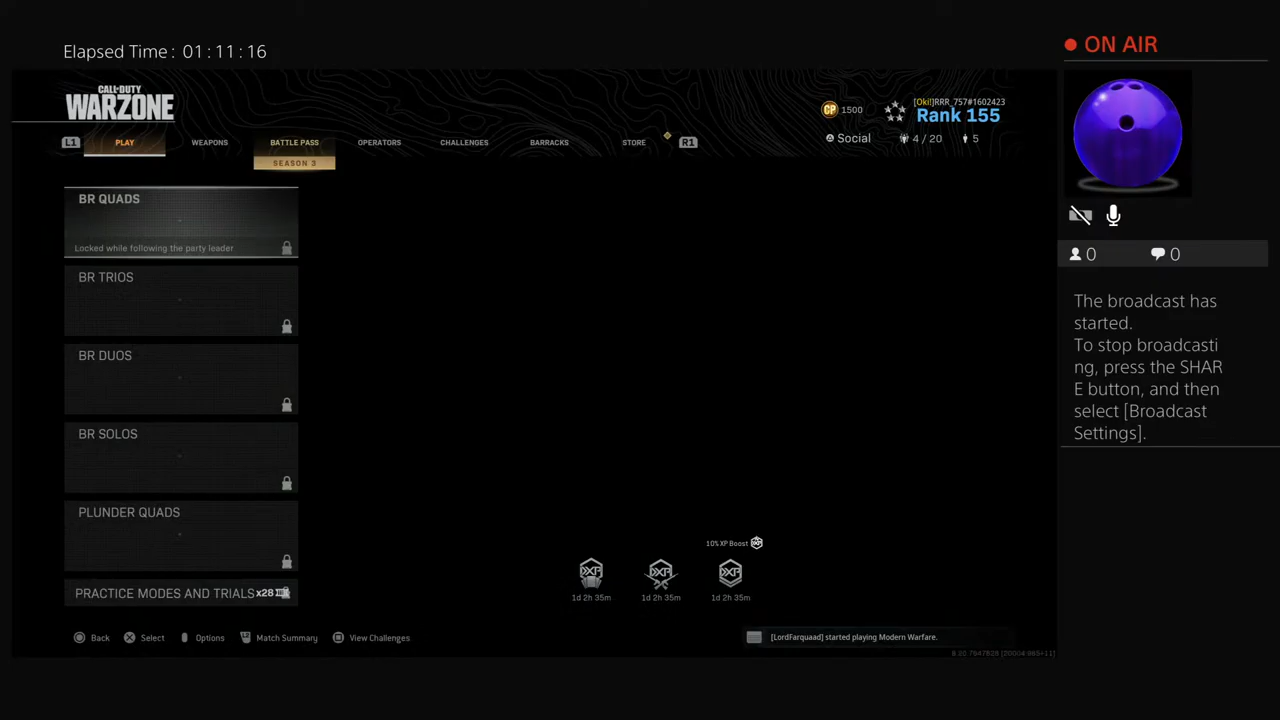 Elapsed Time: 01:11:16
ON AIR
CALL OF DUTY
WARZONE
CP 1500
[Oki!]RRR_757#1602423
Rank 155
Social
4 / 20
5
L1
PLAY
WEAPONS
BATTLE PASS
SEASON 3
OPERATORS
CHALLENGES
BARRACKS
STORE
R1
BR QUADS
Locked while following the party leader
BR TRIOS
BR DUOS
BR SOLOS
PLUNDER QUADS
PRACTICE MODES AND TRIALS x28
0
0
The broadcast has
started.
To stop broadcasti
ng, press the SHAR
E button, and then
select [Broadcast
Settings].
10% XP Boost
DXP
DXP
DXP
1d 2h 35m
1d 2h 35m
1d 2h 35m
Back
Select
Options
Match Summary
View Challenges
[LordFarquaad] started playing Modern Warfare.